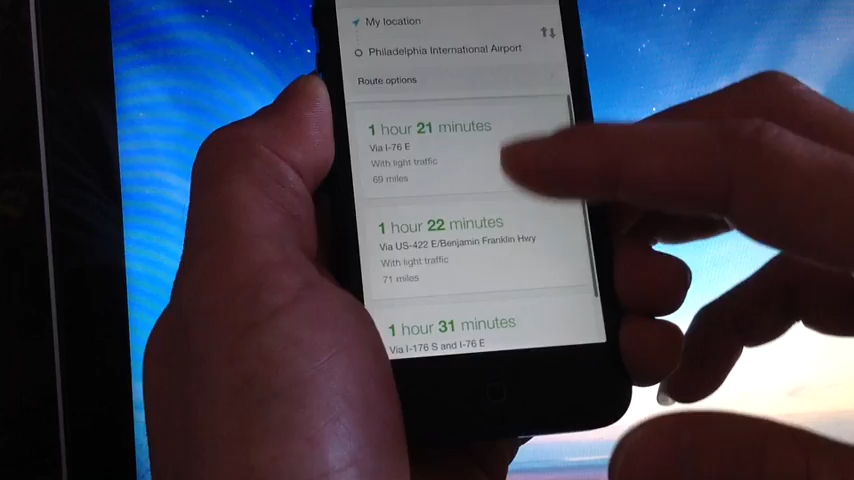 My location
Philadelphia International Airport
Route options
1 hour 21 minutes
Via I-76 E
With light traffic
69 miles
1 hour 22 minutes
Via US-422 E/Benjamin Franklin Hwy
With light traffic
71 miles
1 hour 31 minutes
Via I-176 S and I-76 E